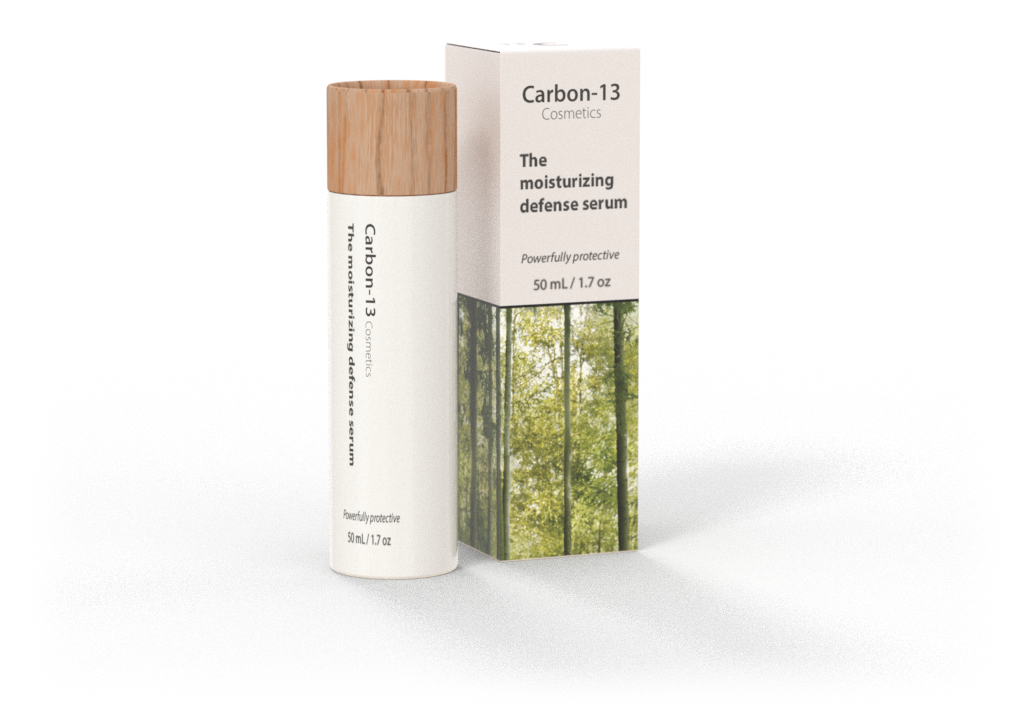 Carbon-13
Cosmetics
The
moisturizing
defense serum
Powerfully protective
50 mL / 1.7 oz
Carbon-13 Cosmetics
The moisturizing defense serum
Powerfully protective
50 mL / 1.7 oz